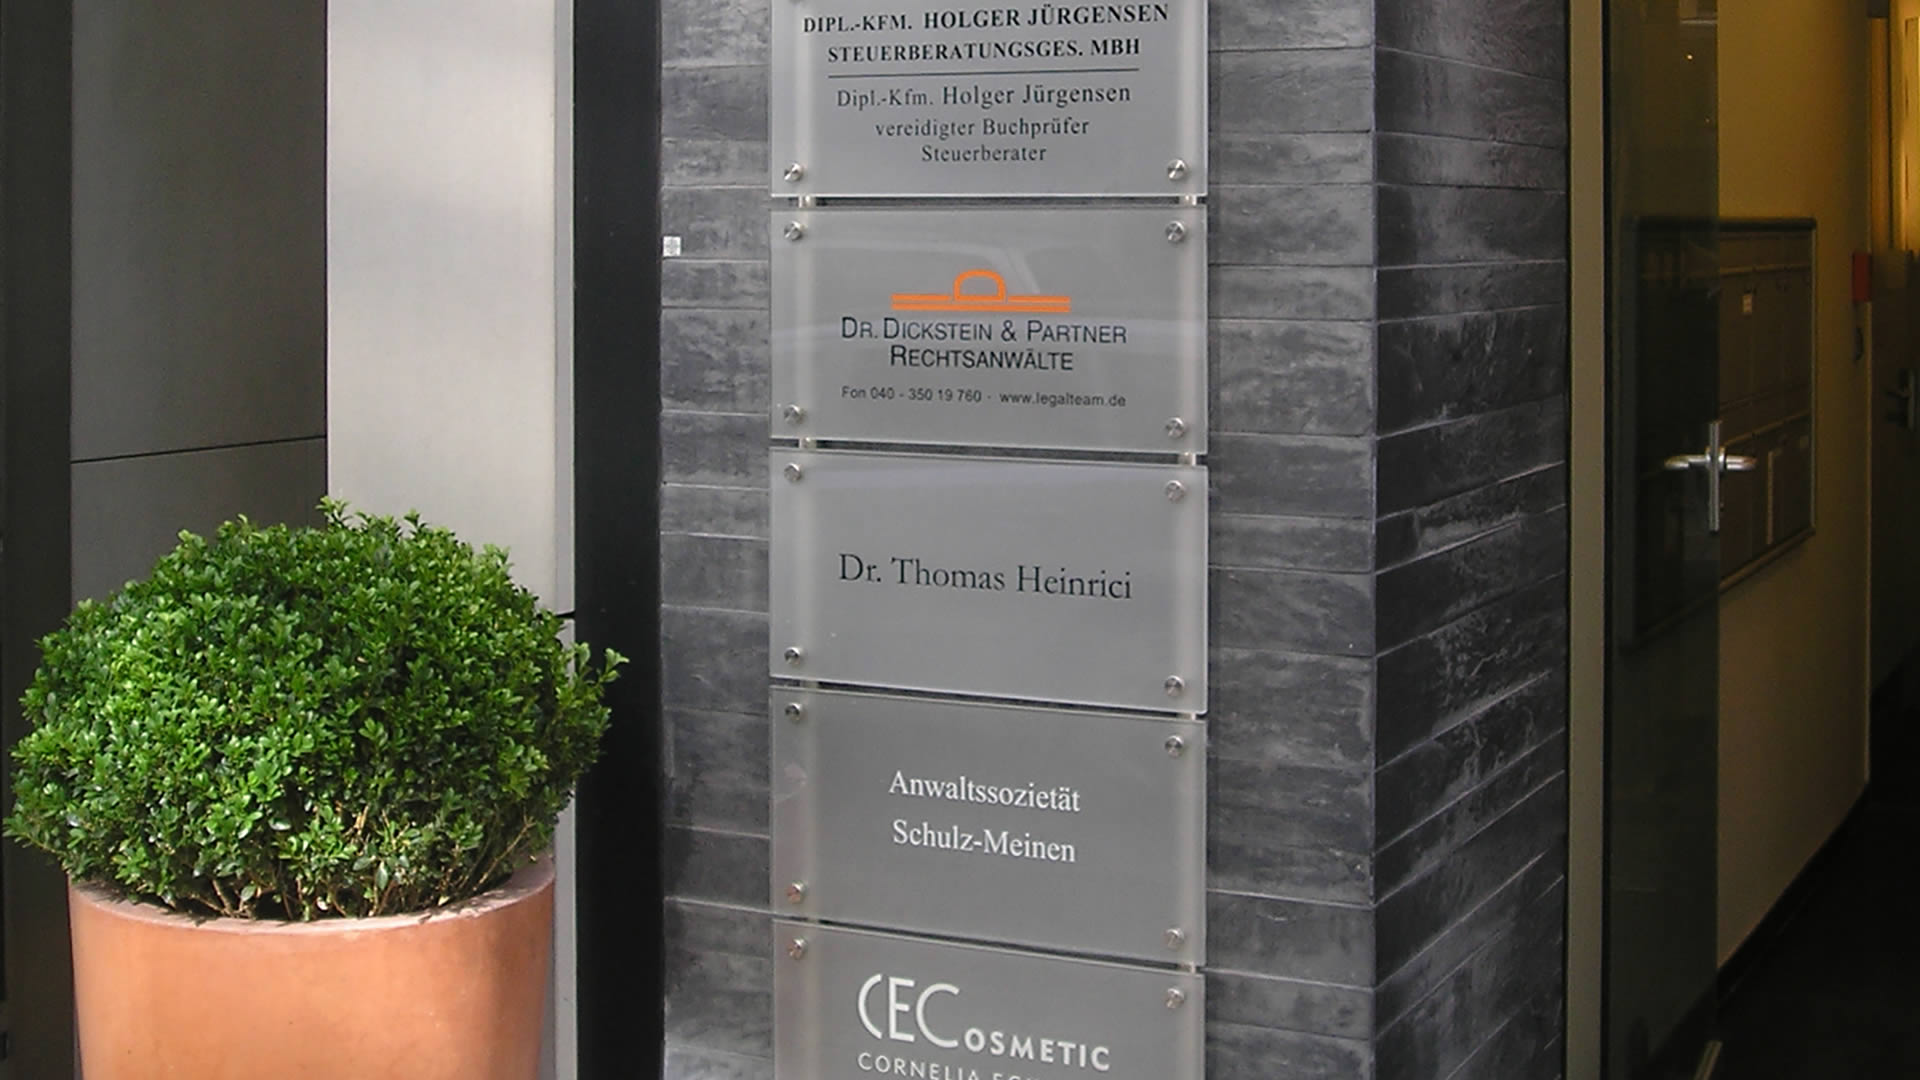 DIPL.-KFM. HOLGER JÜRGENSEN
STEUERBERATUNGSGES. MBH
Dipl.-Kfm. Holger Jürgensen
vereidigter Buchprüfer
Steuerberater
DR. DICKSTEIN & PARTNER
RECHTSANWÄLTE
Fon 040 - 350 19 760 · www.legalteam.de
Dr. Thomas Heinrici
Anwaltssozietät
Schulz-Meinen
CECOSMETIC
CORNELIA